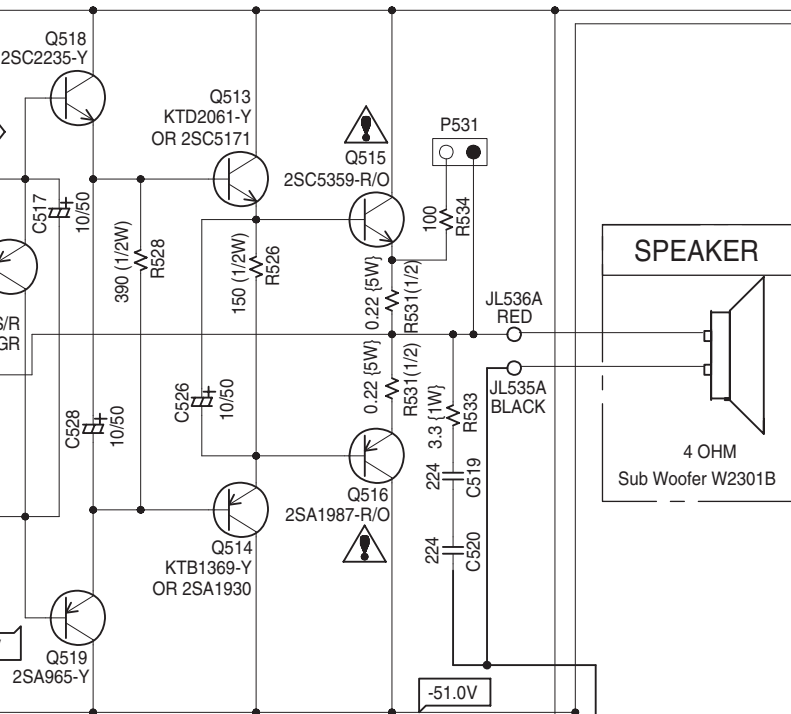 Q518
2SC2235-Y
Q513
KTD2061-Y
OR 2SC5171
Q515
2SC5359-R/O
P531
C517
10/50
390 (1/2W)
R528
150 (1/2W)
R526
100
R534
0.22 {5W}
R531(1/2)
SPEAKER
JL536A
RED
JL535A
BLACK
S/R
GR
C528
10/50
C526
10/50
0.22 {5W}
R531(1/2)
3.3 {1W}
R533
224
C519
224
C520
4 OHM
Sub Woofer W2301B
Q516
2SA1987-R/O
Q514
KTB1369-Y
OR 2SA1930
Q519
2SA965-Y
-51.0V